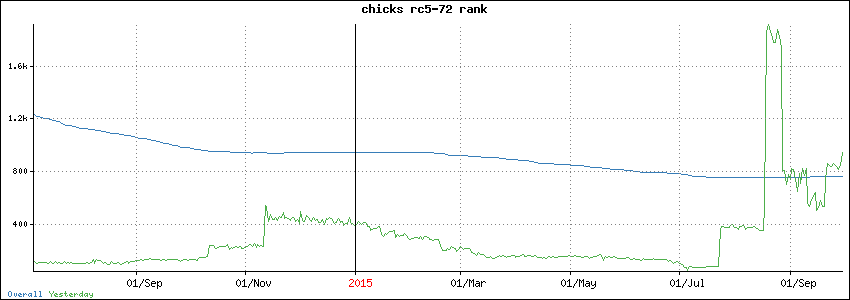 chicks rc5-72 rank
1.6k
1.2k
800
400
01/Sep 01/Nov 2015 01/Mar 01/May 01/Jul 01/Sep
Overall Yesterday